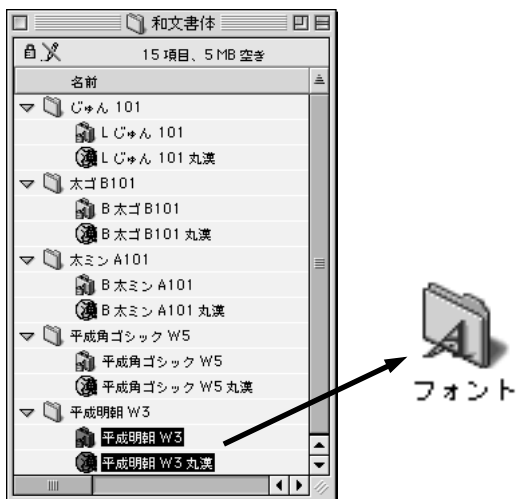 和文書体
15 項目、5 MB 空き
名前
じゅん 101
L じゅん 101
L じゅん 101 丸漢
太ゴ B101
B 太ゴ B101
B 太ゴ B101 丸漢
太ミン A101
B 太ミン A101
B 太ミン A101 丸漢
平成角ゴシック W5
平成角ゴシック W5
平成角ゴシック W5 丸漢
平成明朝 W3
平成明朝 W3
平成明朝 W3 丸漢
フォント